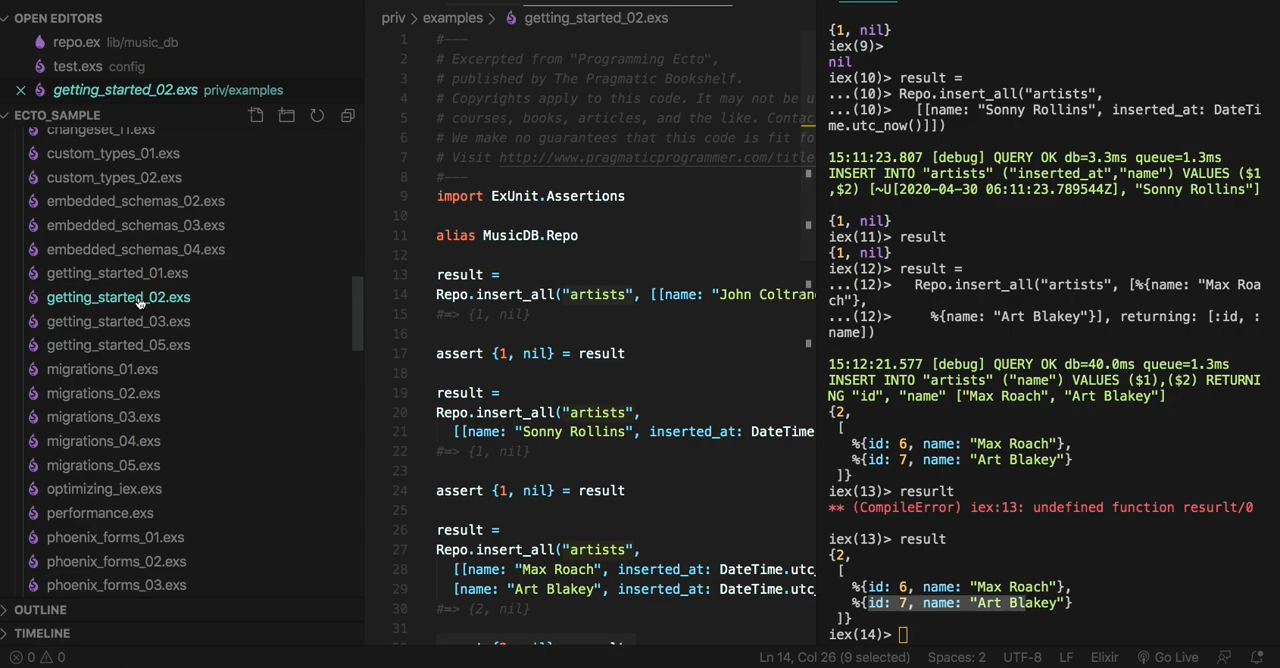 OPEN EDITORS
repo.ex lib/music_db
test.exs config
getting_started_02.exs priv/examples
ECTO_SAMPLE
changeset_11.exs
custom_types_01.exs
custom_types_02.exs
embedded_schemas_02.exs
embedded_schemas_03.exs
embedded_schemas_04.exs
getting_started_01.exs
getting_started_02.exs
getting_started_03.exs
getting_started_05.exs
migrations_01.exs
migrations_02.exs
migrations_03.exs
migrations_04.exs
migrations_05.exs
optimizing_iex.exs
performance.exs
phoenix_forms_01.exs
phoenix_forms_02.exs
phoenix_forms_03.exs
OUTLINE
TIMELINE
priv > examples > getting_started_02.exs
1 #---
2 # Excerpted from "Programming Ecto",
3 # published by The Pragmatic Bookshelf.
4 # Copyrights apply to this code. It may not be u
5 # courses, books, articles, and the like. Contac
6 # We make no guarantees that this code is fit fo
7 # Visit http://www.pragmaticprogrammer.com/title
8 #---
9 import ExUnit.Assertions
10
11 alias MusicDB.Repo
12
13 result =
14 Repo.insert_all("artists", [[name: "John Coltran
15 #=> {1, nil}
16
17 assert {1, nil} = result
18
19 result =
20 Repo.insert_all("artists",
21 [[name: "Sonny Rollins", inserted_at: DateTime
22 #=> {1, nil}
23
24 assert {1, nil} = result
25
26 result =
27 Repo.insert_all("artists",
28 [[name: "Max Roach", inserted_at: DateTime.utc_
29 [name: "Art Blakey", inserted_at: DateTime.utc_
30 #=> {2, nil}
31
{1, nil}
iex(9)>
nil
iex(10)> result =
...(10)> Repo.insert_all("artists",
...(10)>   [[name: "Sonny Rollins", inserted_at: DateTi
me.utc_now()]])
15:11:23.807 [debug] QUERY OK db=3.3ms queue=1.3ms
INSERT INTO "artists" ("inserted_at","name") VALUES ($1
,$2) [~U[2020-04-30 06:11:23.789544Z], "Sonny Rollins"]
{1, nil}
iex(11)> result
{1, nil}
iex(12)> result =
...(12)>   Repo.insert_all("artists", [%{name: "Max Roa
ch"},
...(12)>     %{name: "Art Blakey"}], returning: [:id, :
name])
15:12:21.577 [debug] QUERY OK db=40.0ms queue=1.3ms
INSERT INTO "artists" ("name") VALUES ($1),($2) RETURNI
NG "id", "name" ["Max Roach", "Art Blakey"]
{2,
[
%{id: 6, name: "Max Roach"},
%{id: 7, name: "Art Blakey"}
]}
iex(13)> resurlt
** (CompileError) iex:13: undefined function resurlt/0
iex(13)> result
{2,
[
%{id: 6, name: "Max Roach"},
%{id: 7, name: "Art Blakey"}
]}
iex(14)>
0 0
Ln 14, Col 26 (9 selected) Spaces: 2 UTF-8 LF Elixir Go Live